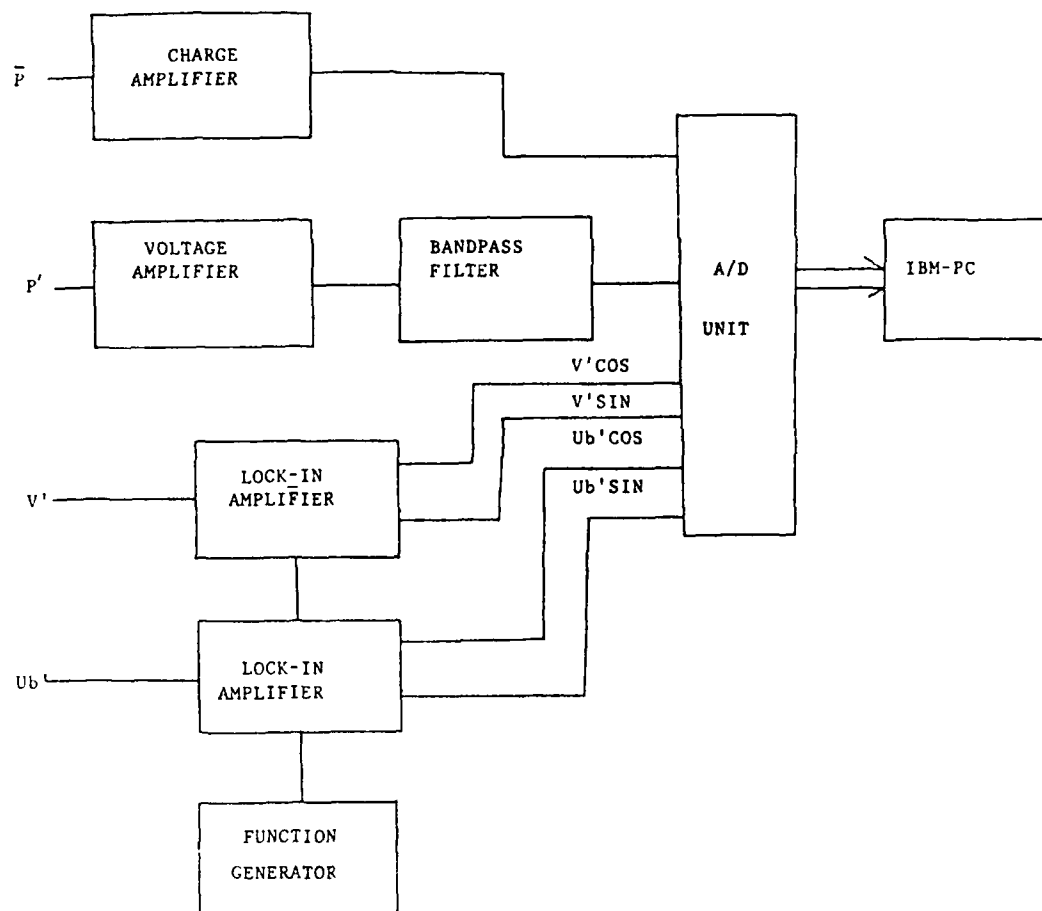 P̅
CHARGE
AMPLIFIER
P'
VOLTAGE
AMPLIFIER
BANDPASS
FILTER
A/D
UNIT
IBM-PC
V'COS
V'SIN
Ub'COS
Ub'SIN
V'
LOCK-IN
AMPLIFIER
Ub'
LOCK-IN
AMPLIFIER
FUNCTION
GENERATOR